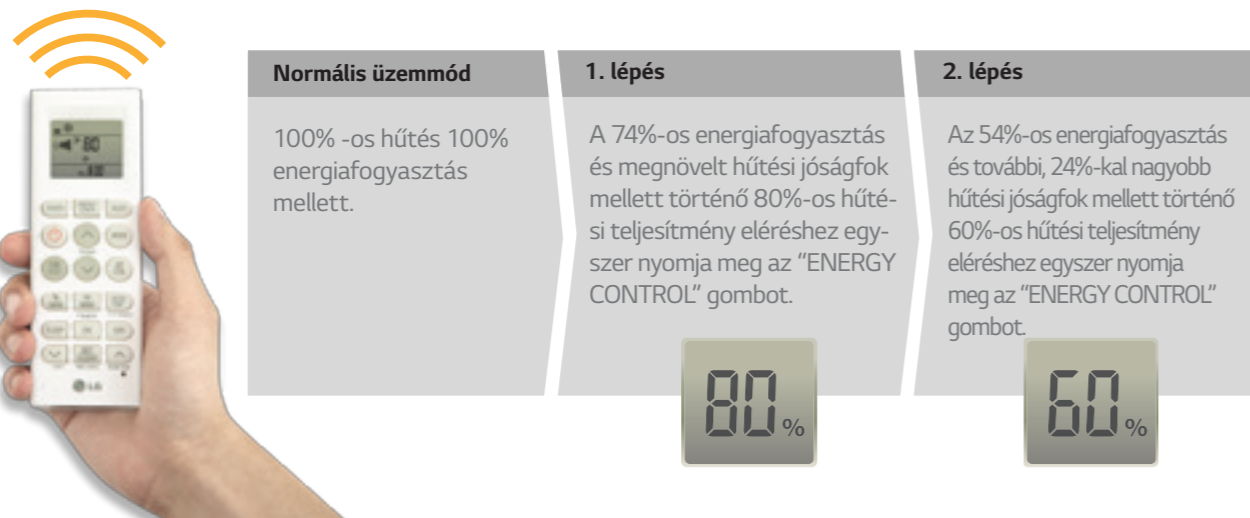 Normális üzemmód
100% -os hűtés 100%
energiafogyasztás
mellett.
1. lépés
A 74%-os energiafogyasztás
és megnövelt hűtési jóságfok
mellett történő 80%-os hűté-
si teljesítmény eléréshez egy-
szer nyomja meg az “ENERGY
CONTROL” gombot.
80%
2. lépés
Az 54%-os energiafogyasztás
és további, 24%-kal nagyobb
hűtési jóságfok mellett történő
60%-os hűtési teljesítmény
eléréshez egyszer nyomja
meg az “ENERGY CONTROL”
gombot.
60%
80
LG